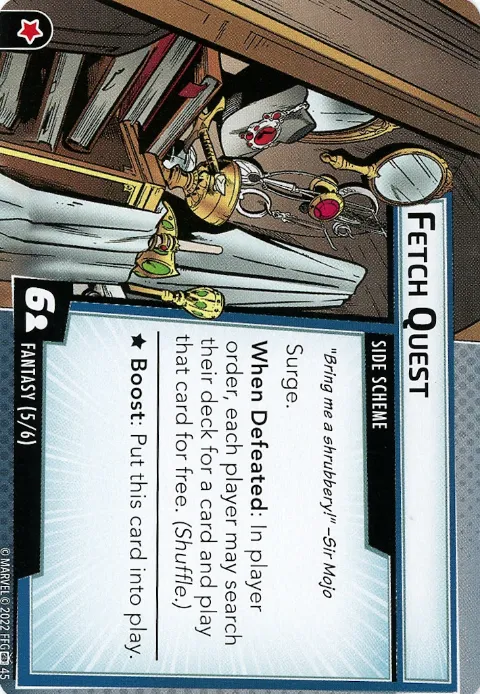 FETCH QUEST
SIDE SCHEME
"Bring me a shrubbery!" –Sir Mojo
Surge.
When Defeated: In player
order, each player may search
their deck for a card and play
that card for free. (Shuffle.)
★ Boost: Put this card into play.
6
FANTASY (5/6)
© MARVEL © 2022 FFG 45